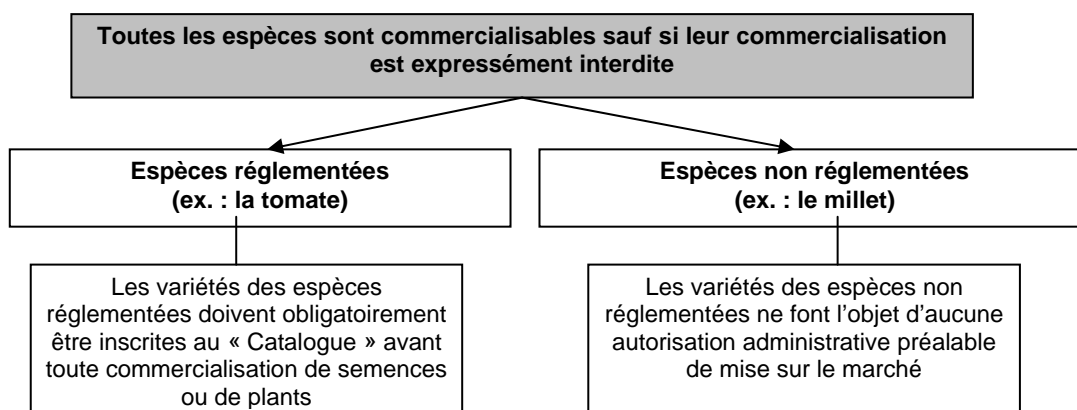 Toutes les espèces sont commercialisables sauf si leur commercialisation
est expressément interdite
Espèces réglementées
(ex. : la tomate)
Espèces non réglementées
(ex. : le millet)
Les variétés des espèces
réglementées doivent obligatoirement
être inscrites au « Catalogue » avant
toute commercialisation de semences
ou de plants
Les variétés des espèces non
réglementées ne font l'objet d'aucune
autorisation administrative préalable
de mise sur le marché